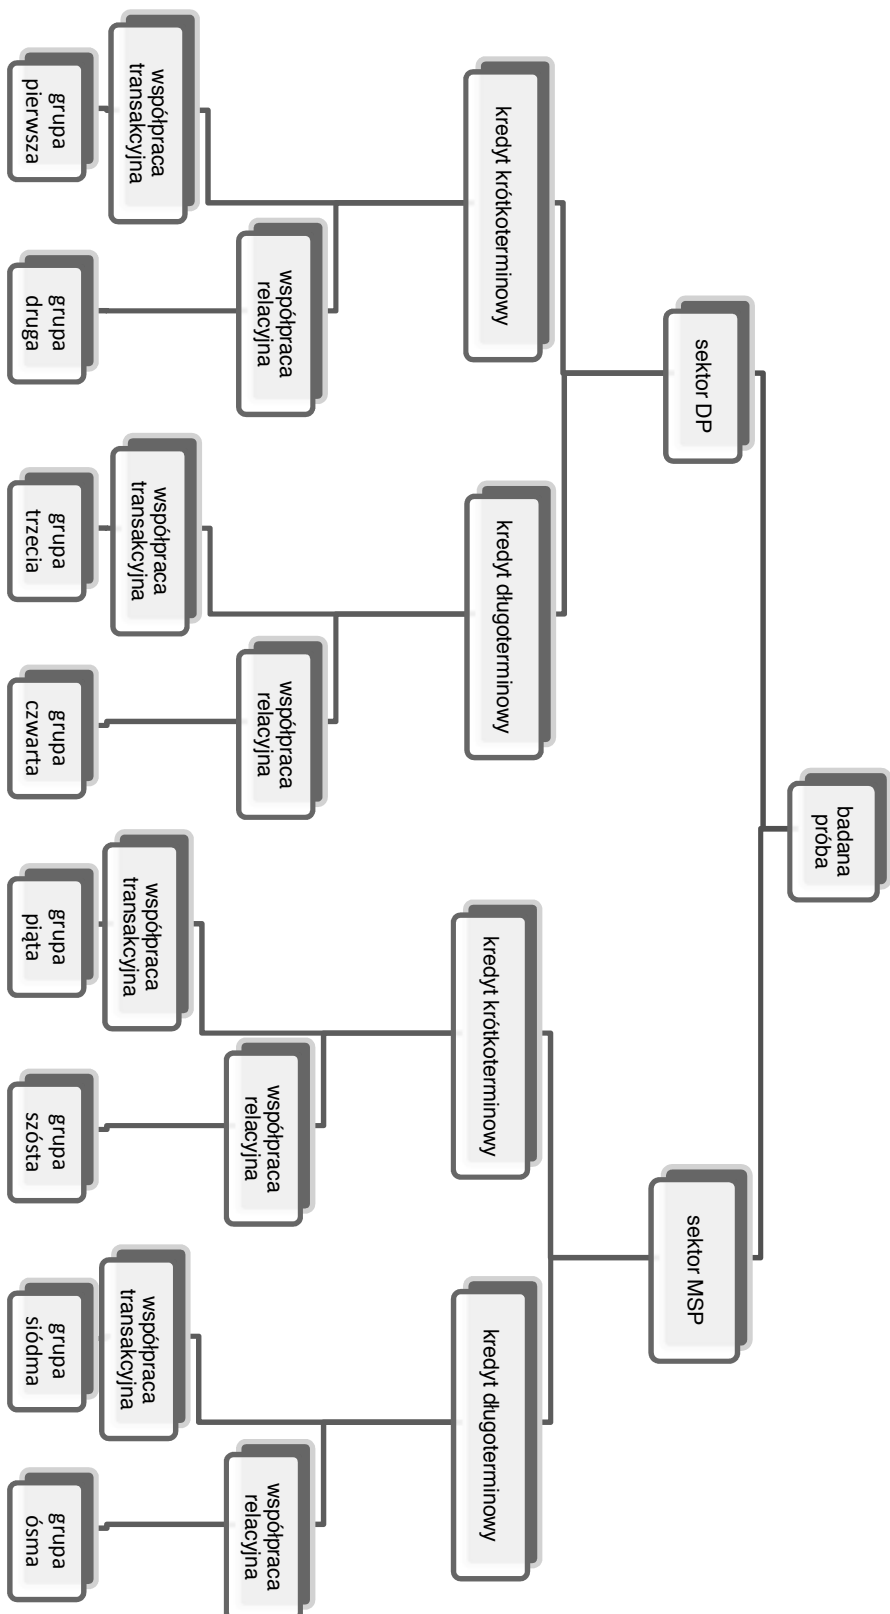 badana
próba
sektor DP
sektor MSP
kredyt krótkoterminowy
kredyt długoterminowy
kredyt krótkoterminowy
kredyt długoterminowy
współpraca
transakcyjna
współpraca
relacyjna
współpraca
transakcyjna
współpraca
relacyjna
współpraca
transakcyjna
współpraca
relacyjna
współpraca
transakcyjna
współpraca
relacyjna
grupa
pierwsza
grupa
druga
grupa
trzecia
grupa
czwarta
grupa
piąta
grupa
szósta
grupa
siódma
grupa
ósma